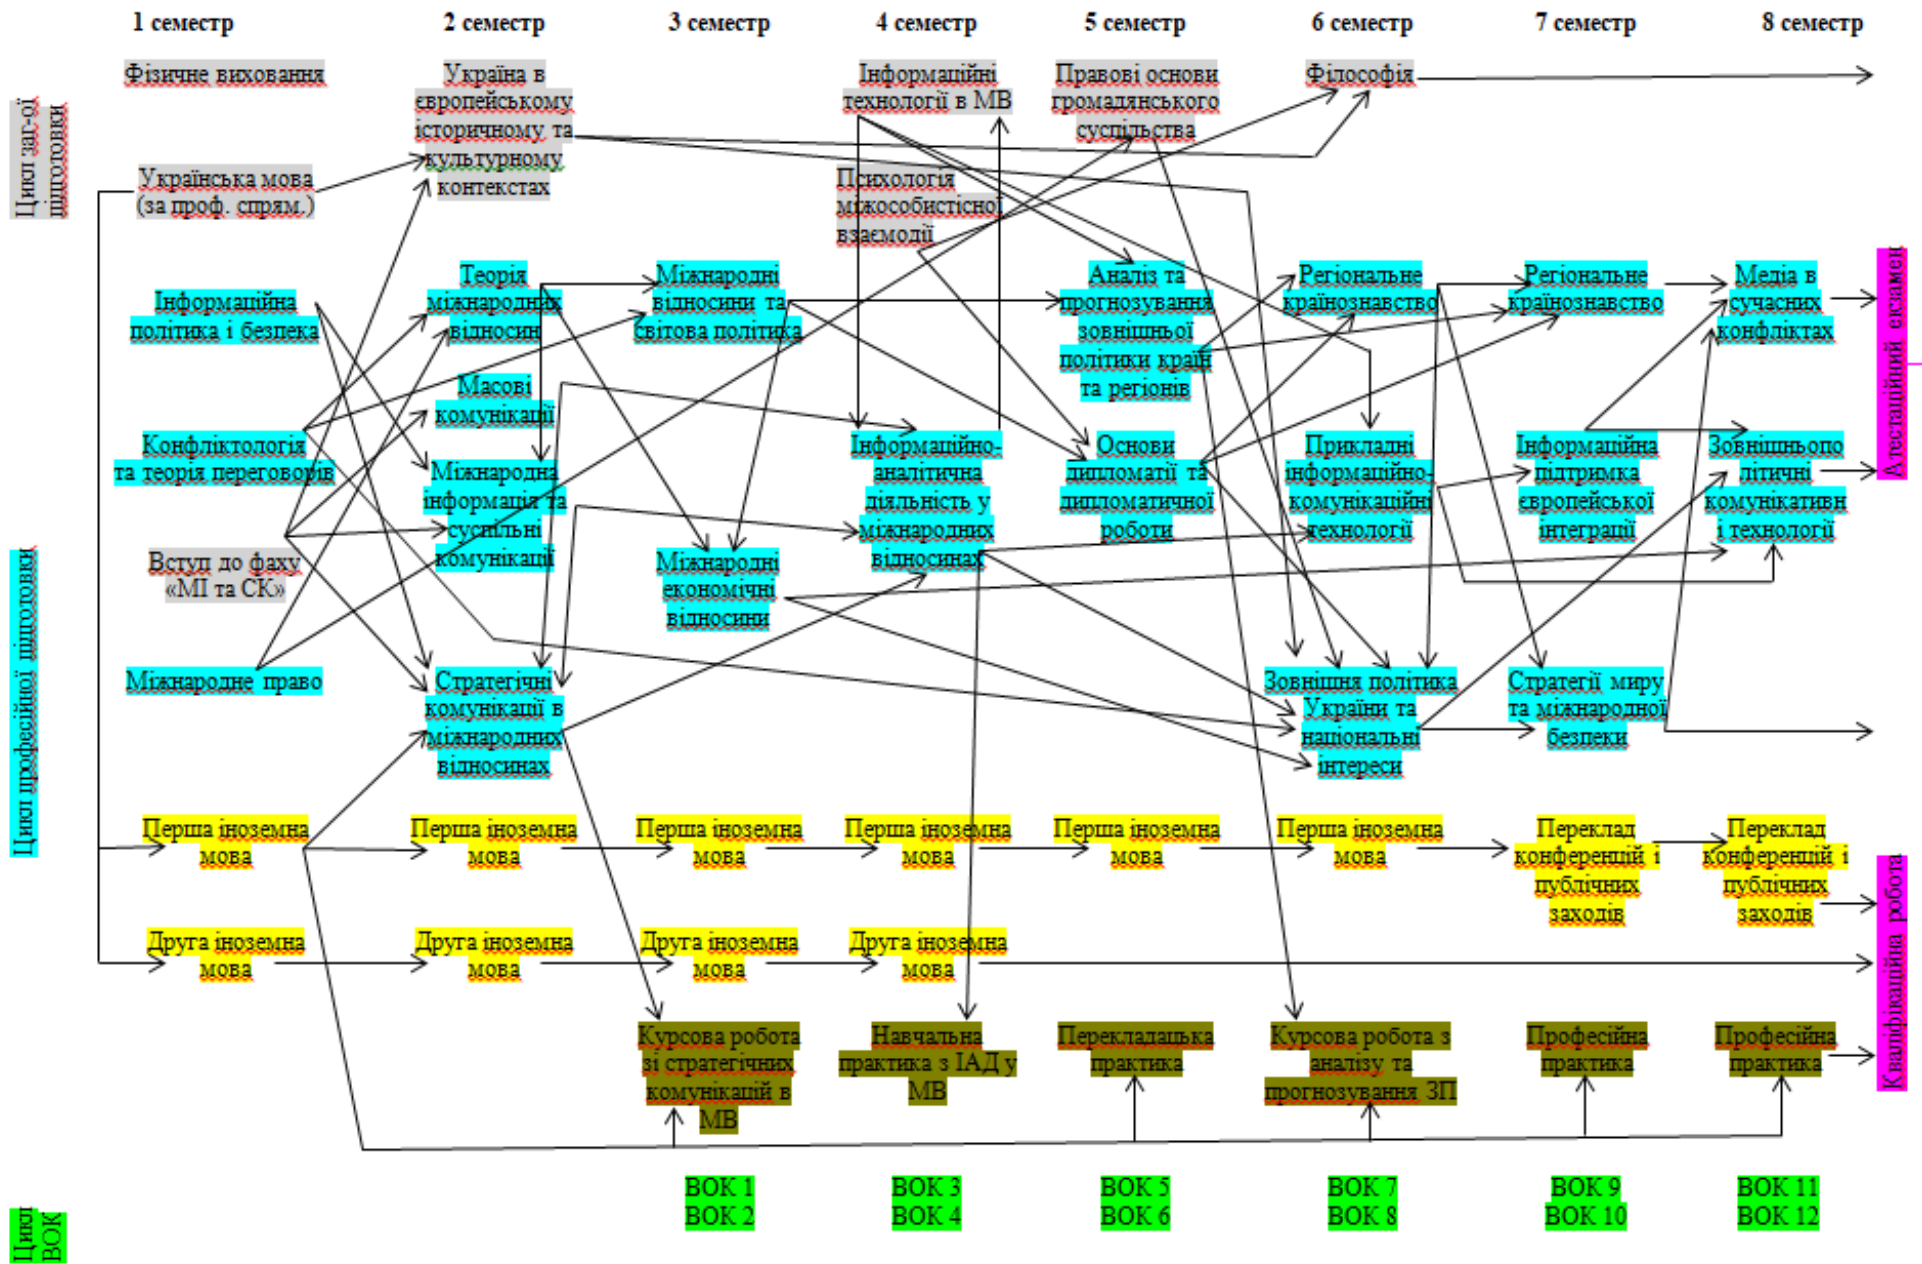 1 семестр
2 семестр
3 семестр
4 семестр
5 семестр
6 семестр
7 семестр
8 семестр
Цикл заг-ої
підготовки
Фізичне виховання
Українська мова
(за проф. спрям.)
Україна в
європейському
історичному та
культурному
контекстах
Інформаційні
технології в МВ
Психологія
міжособистісної
взаємодії
Правові основи
громадянського
суспільства
Філософія
Цикл професійної підготовки
Інформаційна
політика і безпека
Конфліктологія
та теорія переговорів
Вступ до фаху
«МІ та СК»
Міжнародне право
Теорія
міжнародних
відносин
Масові
комунікації
Міжнародна
інформація та
суспільні
комунікації
Стратегічні
комунікації в
міжнародних
відносинах
Міжнародні
відносини та
світова політика
Міжнародні
економічні
відносини
Інформаційно-
аналітична
діяльність у
міжнародних
відносинах
Аналіз та
прогнозування
зовнішньої
політики країн
та регіонів
Основи
дипломатії та
дипломатичної
роботи
Регіональне
країнознавство
Прикладні
інформаційно-
комунікаційні
технології
Зовнішня політика
України та
національні
інтереси
Регіональне
країнознавство
Інформаційна
підтримка
європейської
інтеграції
Стратегії миру
та міжнародної
безпеки
Медіа в
сучасних
конфліктах
Зовнішньопо
літичні
комунікативн
і технології
Атестаційний екзамен
Перша іноземна
мова
Перша іноземна
мова
Перша іноземна
мова
Перша іноземна
мова
Перша іноземна
мова
Перша іноземна
мова
Переклад
конференцій і
публічних
заходів
Переклад
конференцій і
публічних
заходів
Друга іноземна
мова
Друга іноземна
мова
Друга іноземна
мова
Друга іноземна
мова
Кваліфікаційна робота
Курсова робота
зі стратегічних
комунікацій в
МВ
Навчальна
практика з ІАД у
МВ
Перекладацька
практика
Курсова робота з
аналізу та
прогнозування ЗП
Професійна
практика
Професійна
практика
Цикл
ВОК
ВОК 1
ВОК 2
ВОК 3
ВОК 4
ВОК 5
ВОК 6
ВОК 7
ВОК 8
ВОК 9
ВОК 10
ВОК 11
ВОК 12